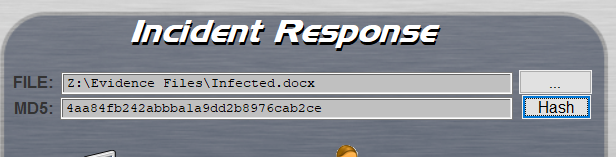 Incident Response
FILE: Z:\Evidence Files\Infected.docx ...
MD5: 4aa84fb242abbba1a9dd2b8976cab2ce Hash